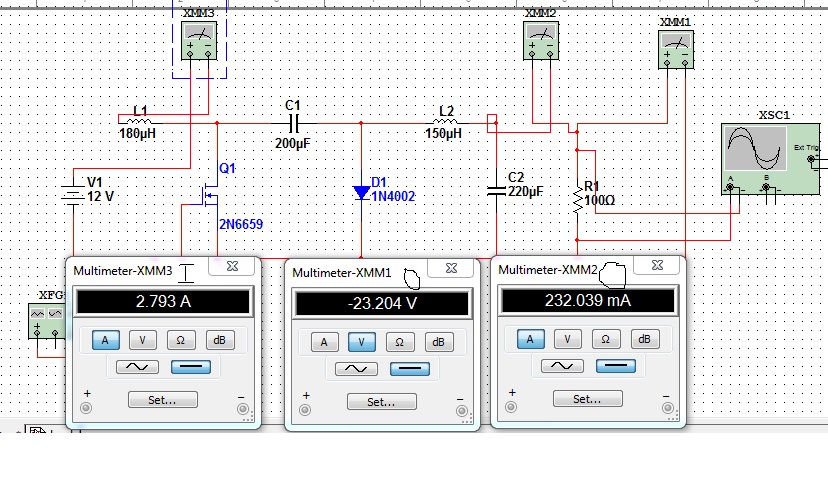 XMM3
XMM2
XMM1
L1
180µH
C1
200µF
L2
150µH
XSC1
Ext Trig
A
B
V1
12 V
Q1
2N6659
D1
1N4002
C2
220µF
R1
100Ω
XFG
Multimeter-XMM3
2.793 A
A V Ω dB
Set...
Multimeter-XMM1
-23.204 V
A V Ω dB
Set...
Multimeter-XMM2
232.039 mA
A V Ω dB
Set...